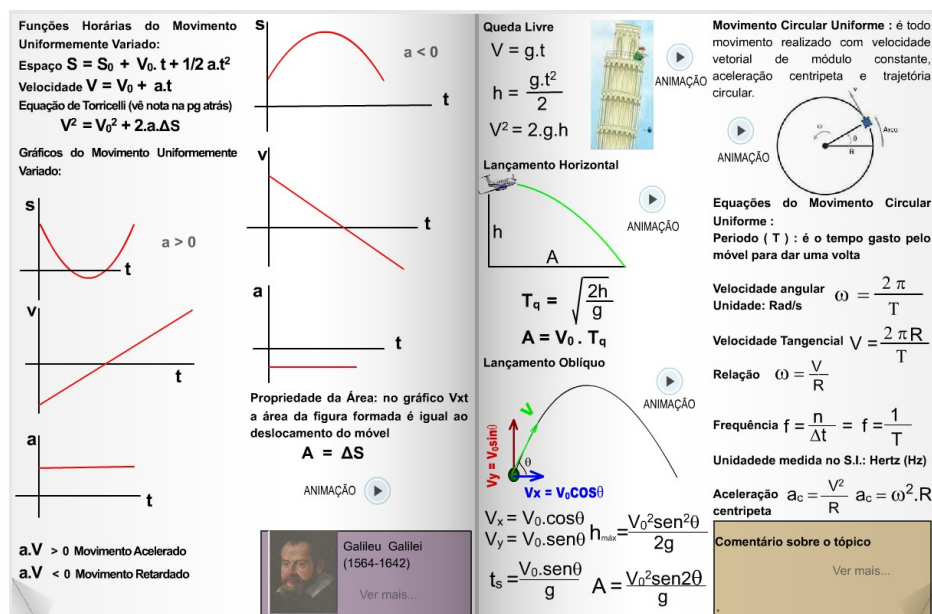 Funções Horárias do Movimento
Uniformemente Variado:
Espaço S = S₀ + V₀. t + 1/2 a.t²
Velocidade V = V₀ + a.t
Equação de Torricelli (vê nota na pg atrás)
V² = V₀² + 2.a.ΔS
Gráficos do Movimento Uniformemente
Variado:
s
a > 0
t
v
t
a
t
a.V > 0 Movimento Acelerado
a.V < 0 Movimento Retardado
s
a < 0
t
v
t
a
t
Propriedade da Área: no gráfico Vxt
a área da figura formada é igual ao
deslocamento do móvel
A = ΔS
ANIMAÇÃO
Galileu Galilei
(1564-1642)
Ver mais...
Queda Livre
V = g.t
h = g.t²/2
V² = 2.g.h
ANIMAÇÃO
Lançamento Horizontal
ANIMAÇÃO
h
A
Tq = √2h/g
A = V₀ . Tq
Lançamento Oblíquo
ANIMAÇÃO
V
Vy = V₀sinθ
θ
Vx = V₀COSθ
Vx = V₀.cosθ
Vy = V₀.senθ
hmáx = V₀²sen²θ/2g
ts = V₀.senθ/g
A = V₀²sen2θ/g
Movimento Circular Uniforme : é todo
movimento realizado com velocidade
vetorial de módulo constante,
aceleração centripeta e trajetória
circular.
ANIMAÇÃO
v
ω
θ
R
Arco
Equações do Movimento Circular
Uniforme :
Periodo ( T ) : é o tempo gasto pelo
móvel para dar uma volta
Velocidade angular ω = 2 π/T
Unidade: Rad/s
Velocidade Tangencial V = 2 πR/T
Relação ω = V/R
Frequência f = n/Δt = f = 1/T
Unidadede medida no S.I.: Hertz (Hz)
Aceleração centripeta ac = V²/R ac = ω².R
Comentário sobre o tópico
Ver mais...